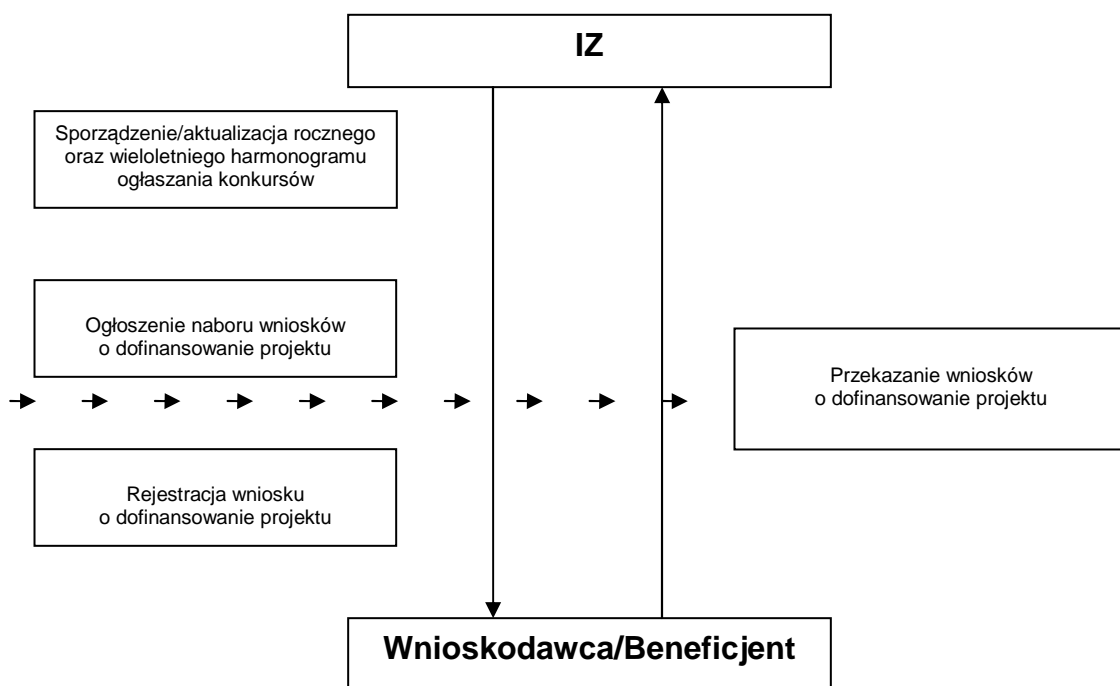 IZ
Sporządzenie/aktualizacja rocznego
oraz wieloletniego harmonogramu
ogłaszania konkursów
Ogłoszenie naboru wniosków
o dofinansowanie projektu
Przekazanie wniosków
o dofinansowanie projektu
Rejestracja wniosku
o dofinansowanie projektu
Wnioskodawca/Beneficjent